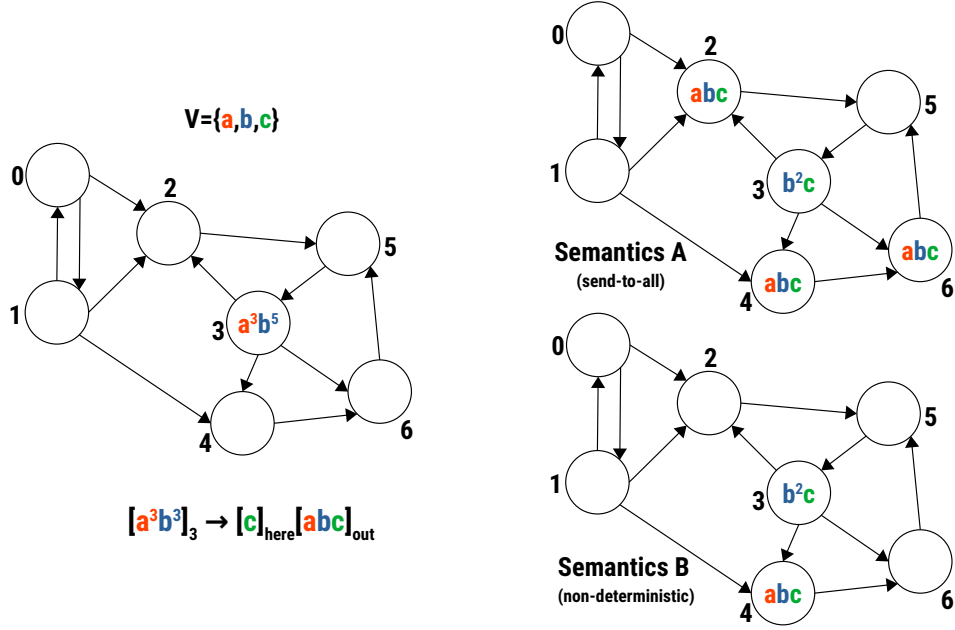 V={a,b,c}
0
2
1
5
3
a³b⁵
4
6
[a³b³]₃ → [c]here[abc]out
0
2
abc
5
1
3
b²c
Semantics A
(send-to-all)
abc
4
abc
6
0
2
5
1
3
b²c
Semantics B
(non-deterministic)
abc
4
6